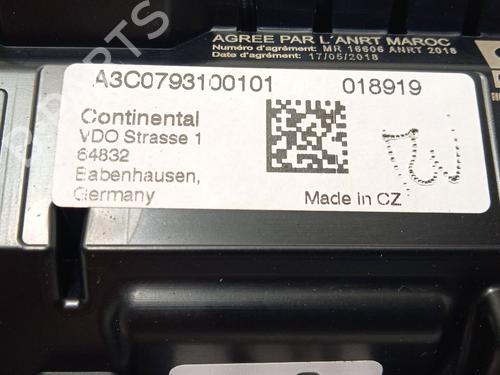 AGREE PAR L'ANRT MAROC
Numéro d'agrément: MR 16606 ANRT 2018
Date d'agrément: 17/05/2018
A3C0793100101 018919
Continental
VDO Strasse 1
64832
Babenhausen,
Germany
Made in CZ